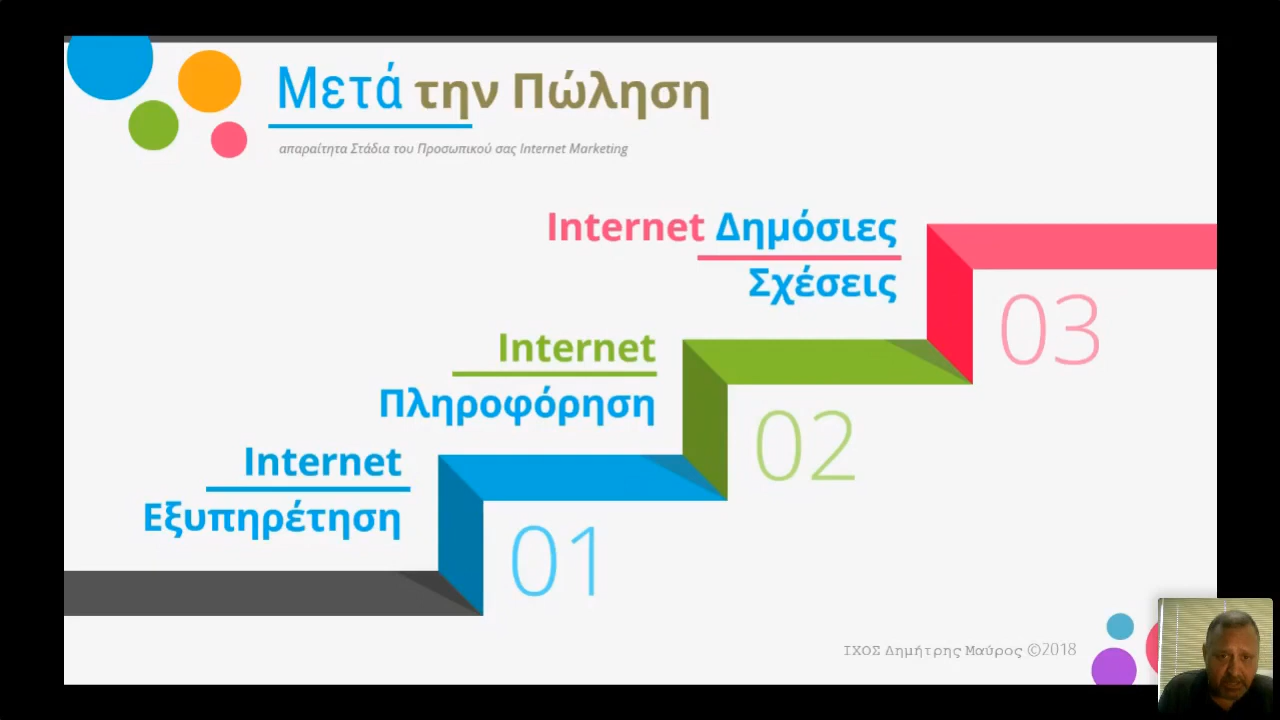 Μετά την Πώληση
απαραίτητα Στάδια του Προσωπικού σας Internet Marketing
Internet Δημόσιες
Σχέσεις
03
Internet
Πληροφόρηση
02
Internet
Εξυπηρέτηση
01
ΙΧΟΣ Δημήτρης Μαύρος ©2018